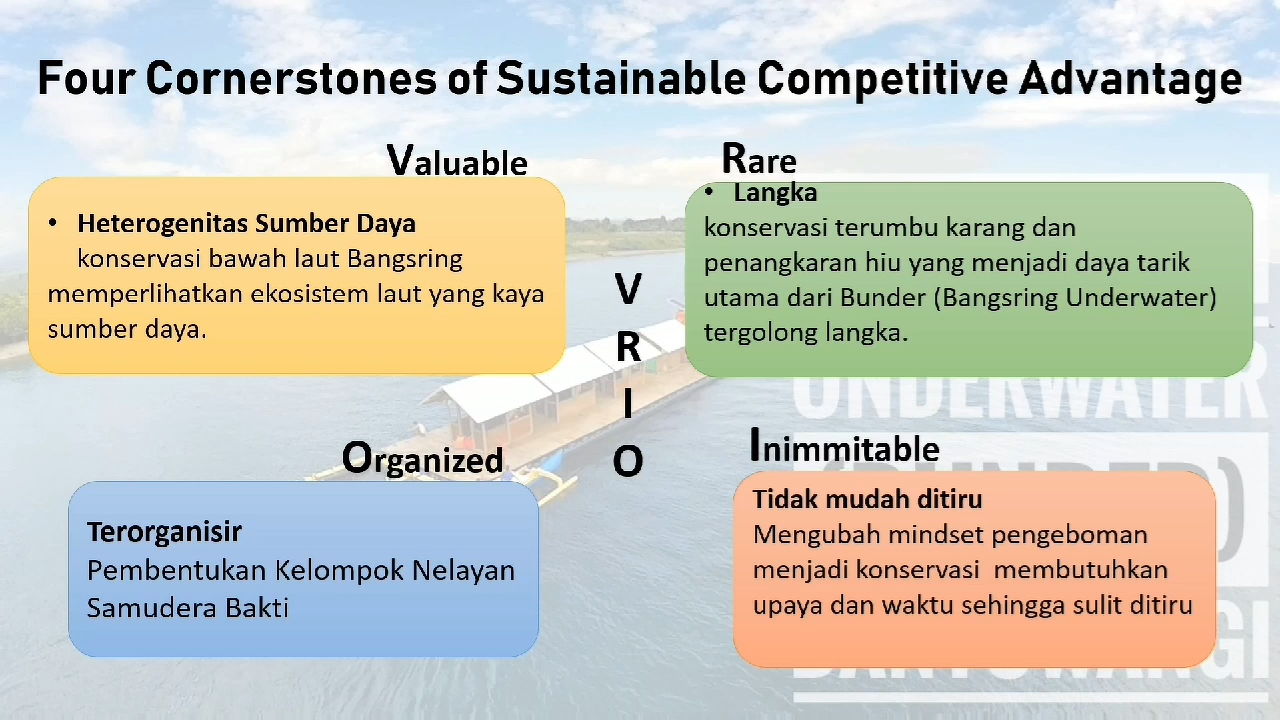 Four Cornerstones of Sustainable Competitive Advantage
Valuable
• Heterogenitas Sumber Daya
konservasi bawah laut Bangsring
memperlihatkan ekosistem laut yang kaya
sumber daya.
Rare
• Langka
konservasi terumbu karang dan
penangkaran hiu yang menjadi daya tarik
utama dari Bunder (Bangsring Underwater)
tergolong langka.
V
R
I
O
Organized
Terorganisir
Pembentukan Kelompok Nelayan
Samudera Bakti
Inimmitable
Tidak mudah ditiru
Mengubah mindset pengeboman
menjadi konservasi membutuhkan
upaya dan waktu sehingga sulit ditiru
UNDERWATER